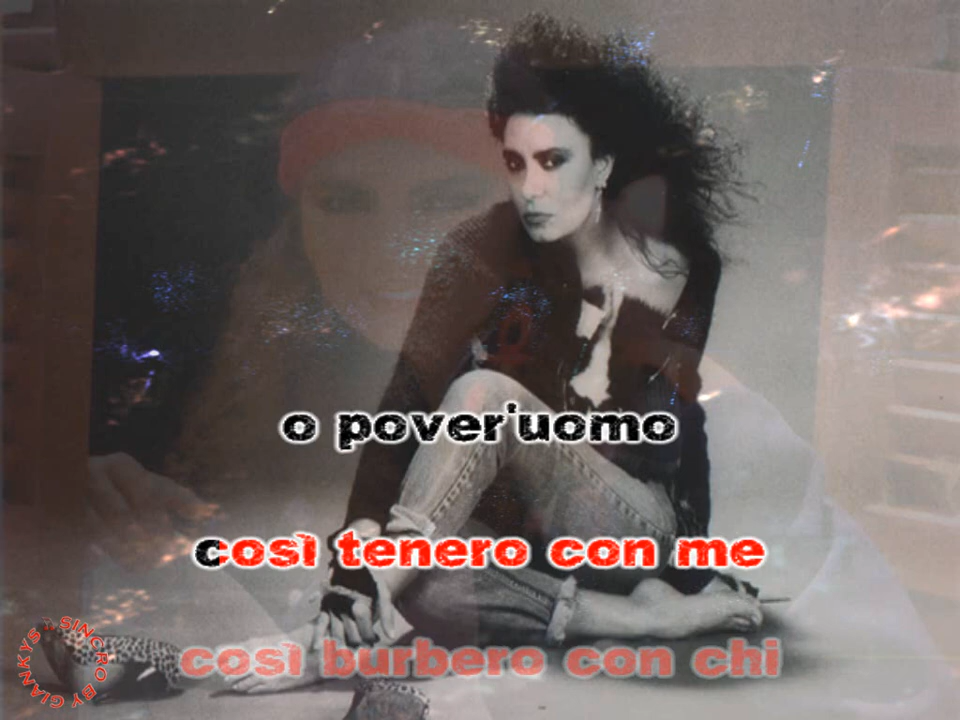 o pover'uomo
così tenero con me
così burbero con chi
SINCRO BY GIANKYS